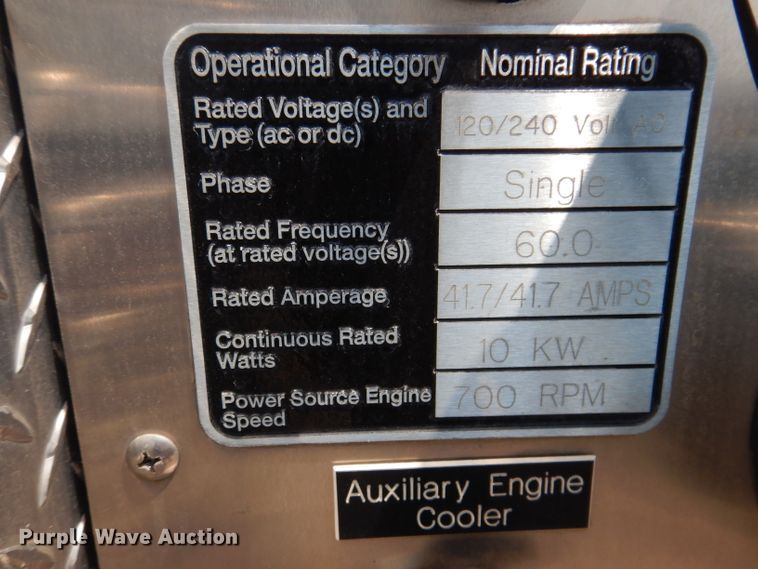 Operational Category Nominal Rating
Rated Voltage(s) and
Type (ac or dc)
120/240 Volt AC
Phase
Single
Rated Frequency
(at rated voltage(s))
60.0
Rated Amperage
41.7/41.7 AMPS
Continuous Rated
Watts
10 KW
Power Source Engine
Speed
700 RPM
Auxiliary Engine
Cooler
Purple Wave Auction